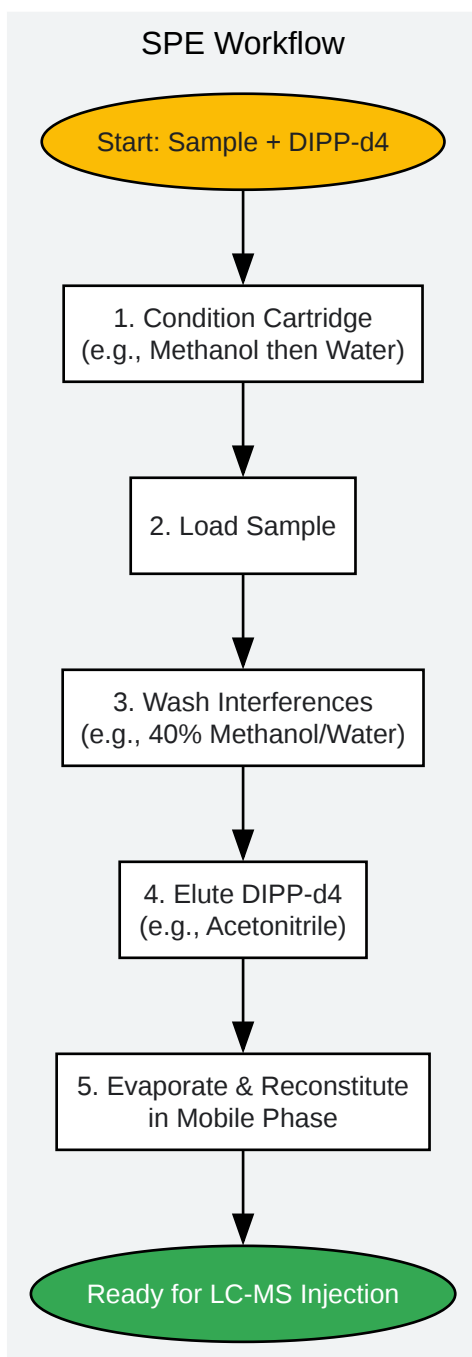 SPE Workflow
Start: Sample + DIPP-d4
1. Condition Cartridge
(e.g., Methanol then Water)
2. Load Sample
3. Wash Interferences
(e.g., 40% Methanol/Water)
4. Elute DIPP-d4
(e.g., Acetonitrile)
5. Evaporate & Reconstitute
in Mobile Phase
Ready for LC-MS Injection